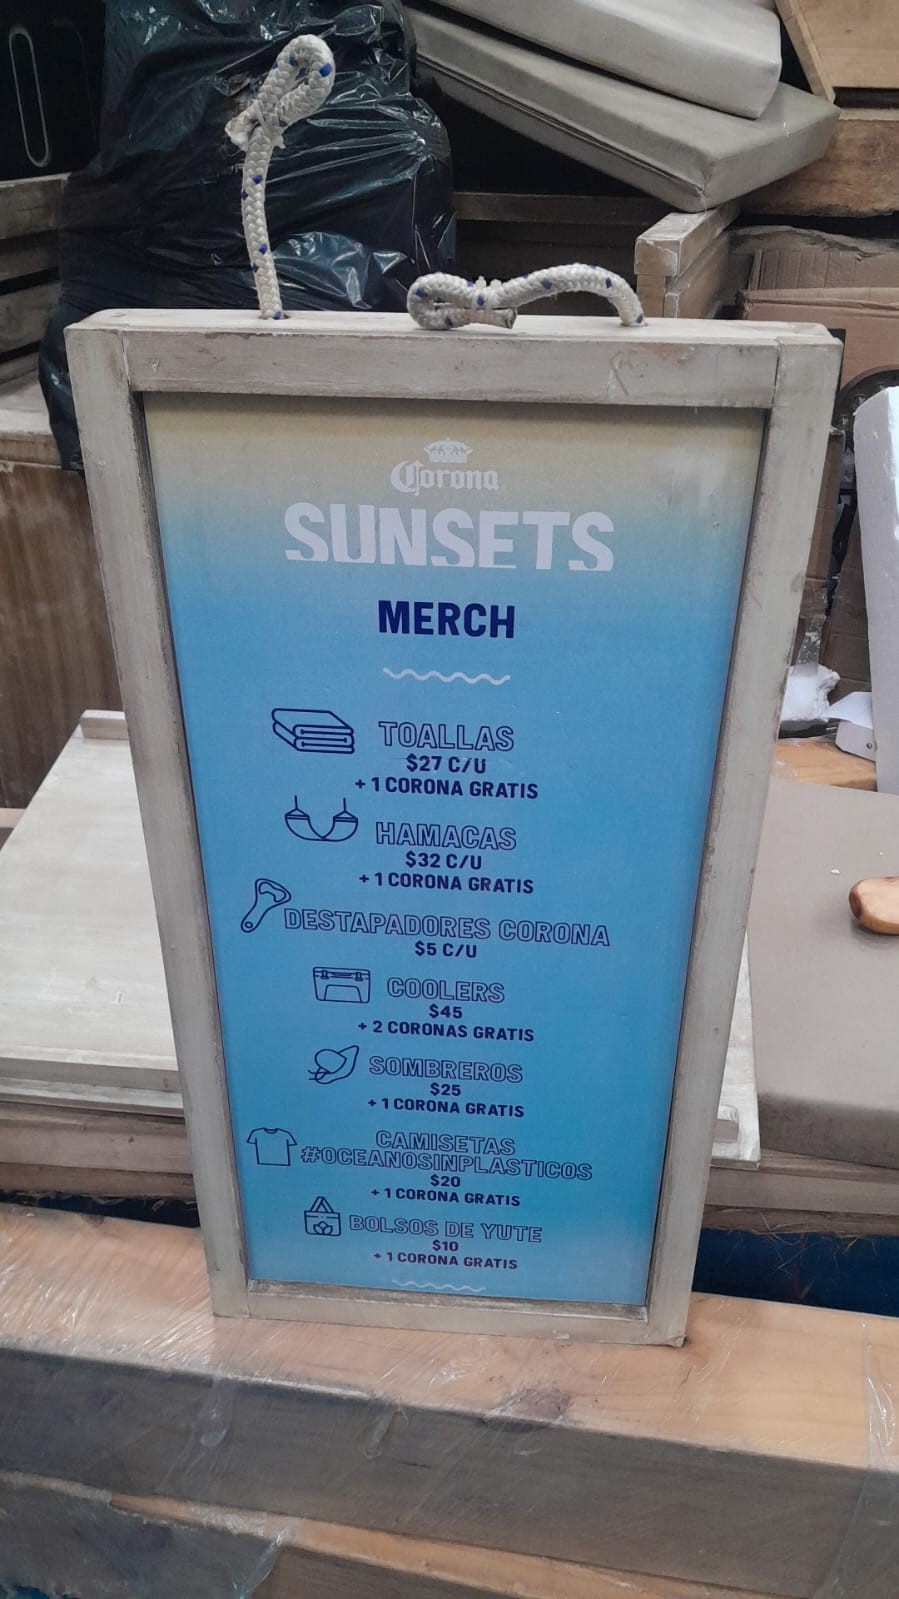 Corona
SUNSETS
MERCH
TOALLAS
$27 C/U
+ 1 CORONA GRATIS
HAMACAS
$32 C/U
+ 1 CORONA GRATIS
DESTAPADORES CORONA
$5 C/U
COOLERS
$45
+ 2 CORONAS GRATIS
SOMBREROS
$25
+ 1 CORONA GRATIS
CAMISETAS
#OCEANOSINPLASTICOS
$20
+ 1 CORONA GRATIS
BOLSOS DE YUTE
$10
+ 1 CORONA GRATIS